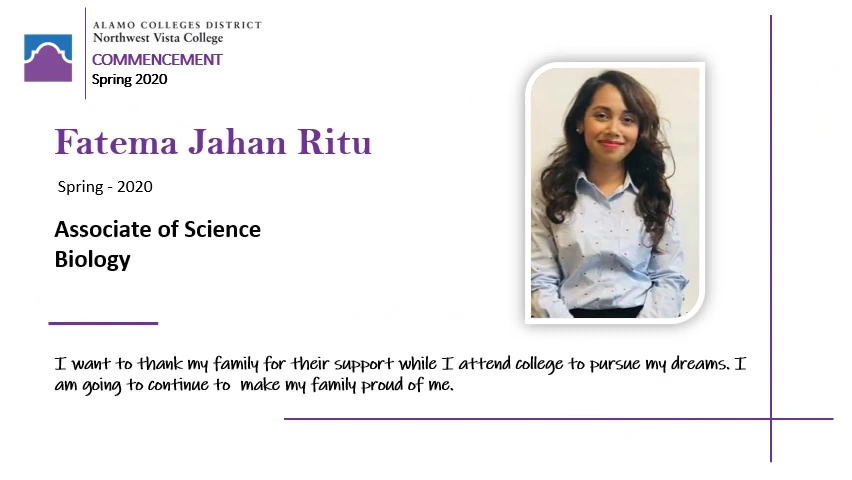 ALAMO COLLEGES DISTRICT
Northwest Vista College
COMMENCEMENT
Spring 2020
Fatema Jahan Ritu
Spring - 2020
Associate of Science
Biology
I want to thank my family for their support while I attend college to pursue my dreams. I
am going to continue to  make my family proud of me.